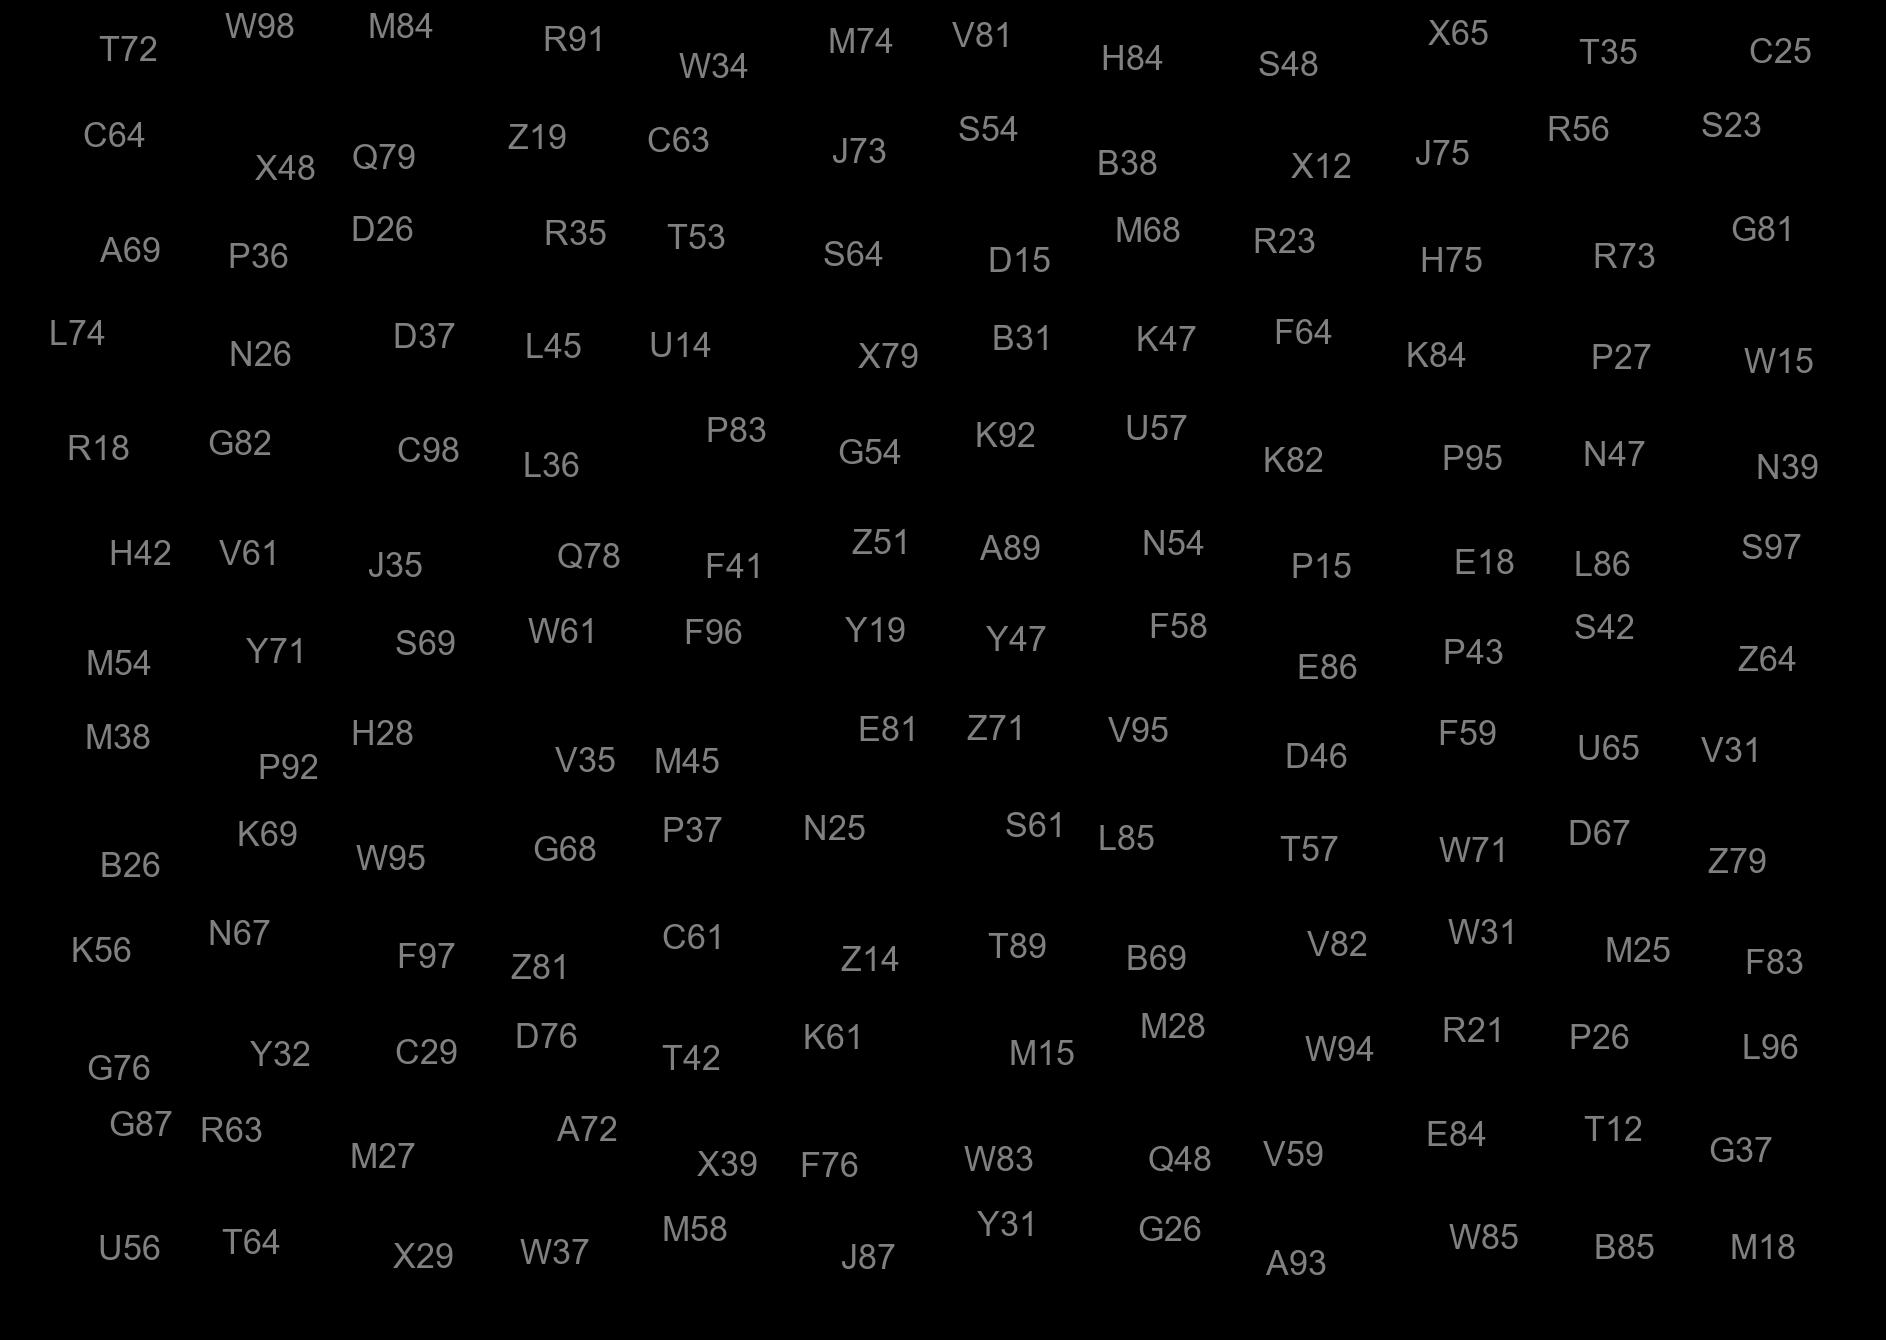 T72 W98 M84 R91 W34 M74 V81 H84 S48 X65 T35 C25
C64 X48 Q79 Z19 C63 J73 S54 B38 X12 J75 R56 S23
A69 P36 D26 R35 T53 S64 D15 M68 R23 H75 R73 G81
L74 N26 D37 L45 U14 X79 B31 K47 F64 K84 P27 W15
R18 G82 C98 L36 P83 G54 K92 U57 K82 P95 N47 N39
H42 V61 J35 Q78 F41 Z51 A89 N54 P15 E18 L86 S97
M54 Y71 S69 W61 F96 Y19 Y47 F58 E86 P43 S42 Z64
M38 P92 H28 V35 M45 E81 Z71 V95 D46 F59 U65 V31
B26 K69 W95 G68 P37 N25 S61 L85 T57 W71 D67 Z79
K56 N67 F97 Z81 C61 Z14 T89 B69 V82 W31 M25 F83
G76 Y32 C29 D76 T42 K61 M15 M28 W94 R21 P26 L96
G87 R63 M27 A72 X39 F76 W83 Q48 V59 E84 T12 G37
U56 T64 X29 W37 M58 J87 Y31 G26 A93 W85 B85 M18